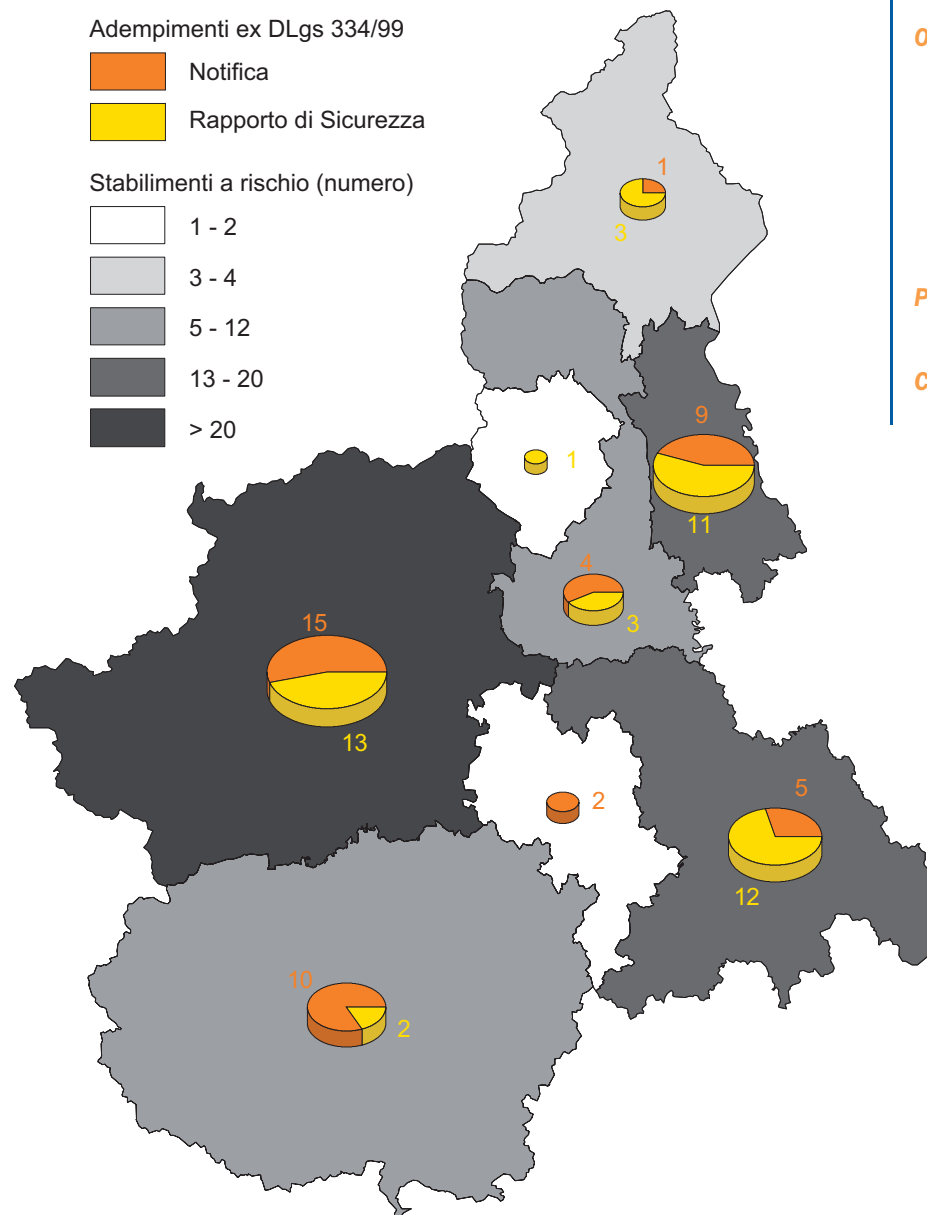 Adempimenti ex DLgs 334/99
Notifica
Rapporto di Sicurezza
Stabilimenti a rischio (numero)
1 - 2
3 - 4
5 - 12
13 - 20
> 20
1
3
9
11
1
4
3
15
13
2
5
12
10
2
O
P
C